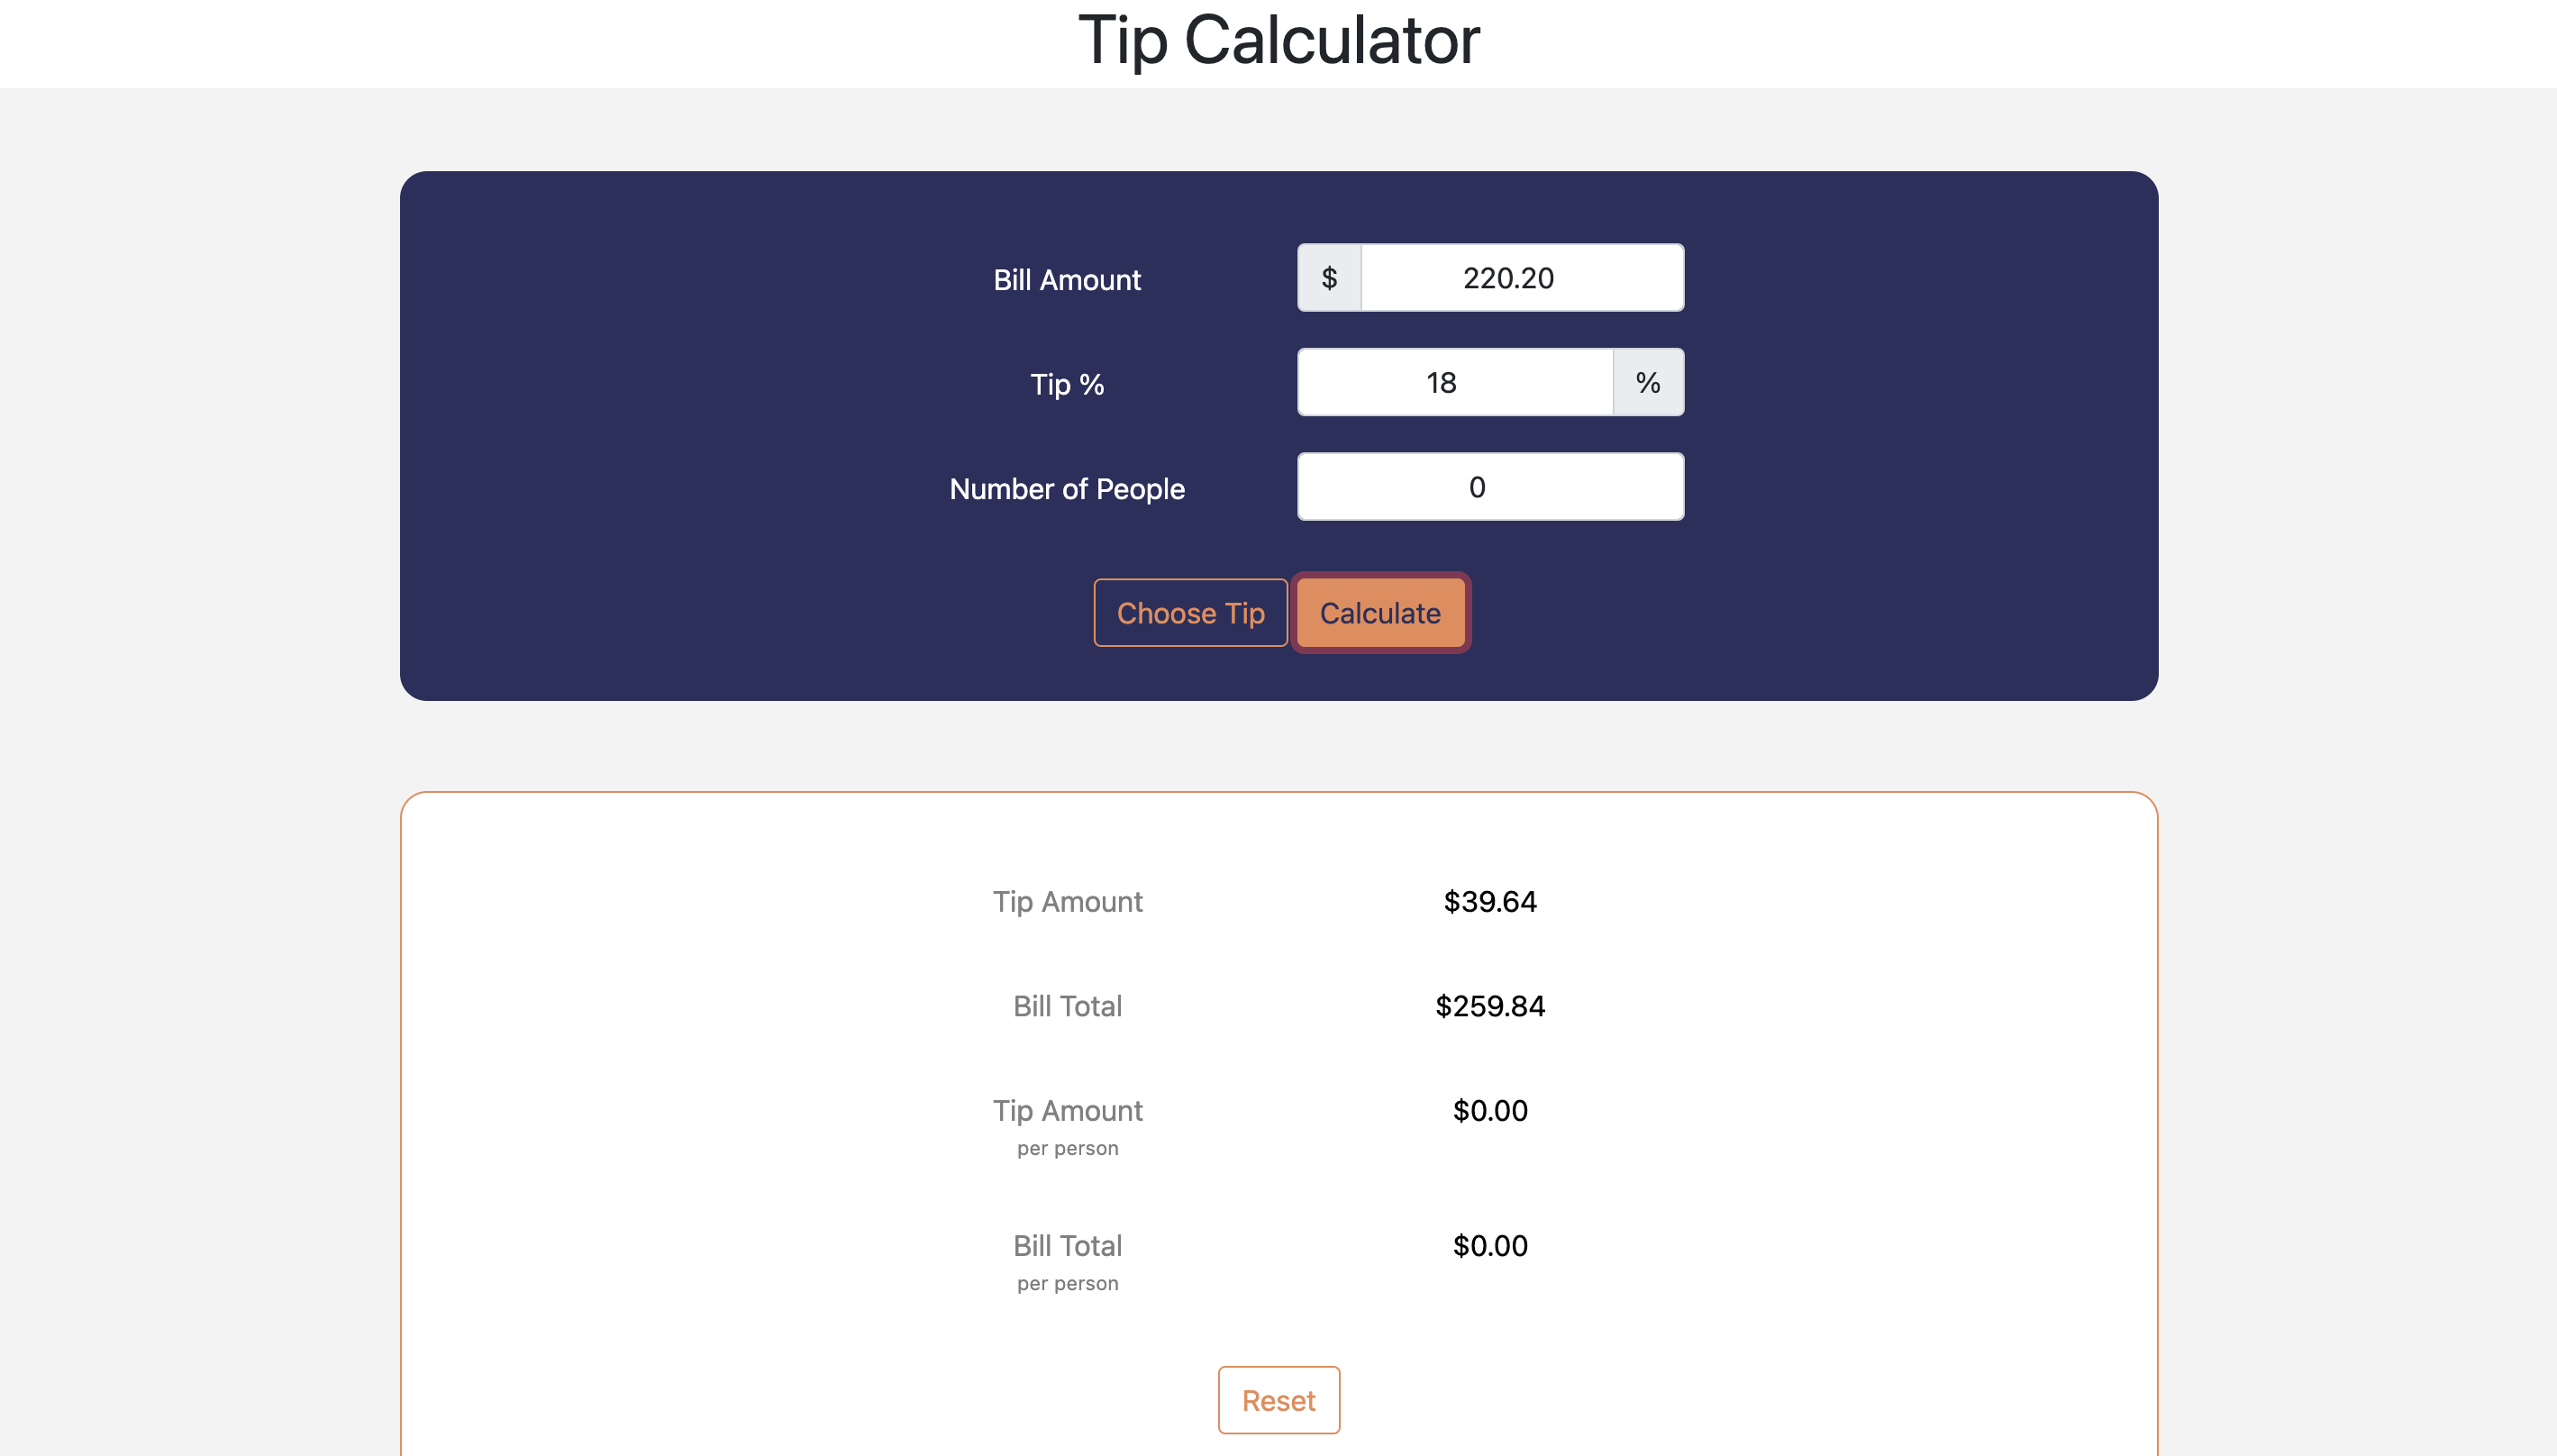 Tip Calculator
Bill Amount $ 220.20
Tip % 18 %
Number of People 0
Choose Tip Calculate
Tip Amount $39.64
Bill Total $259.84
Tip Amount $0.00
per person
Bill Total $0.00
per person
Reset